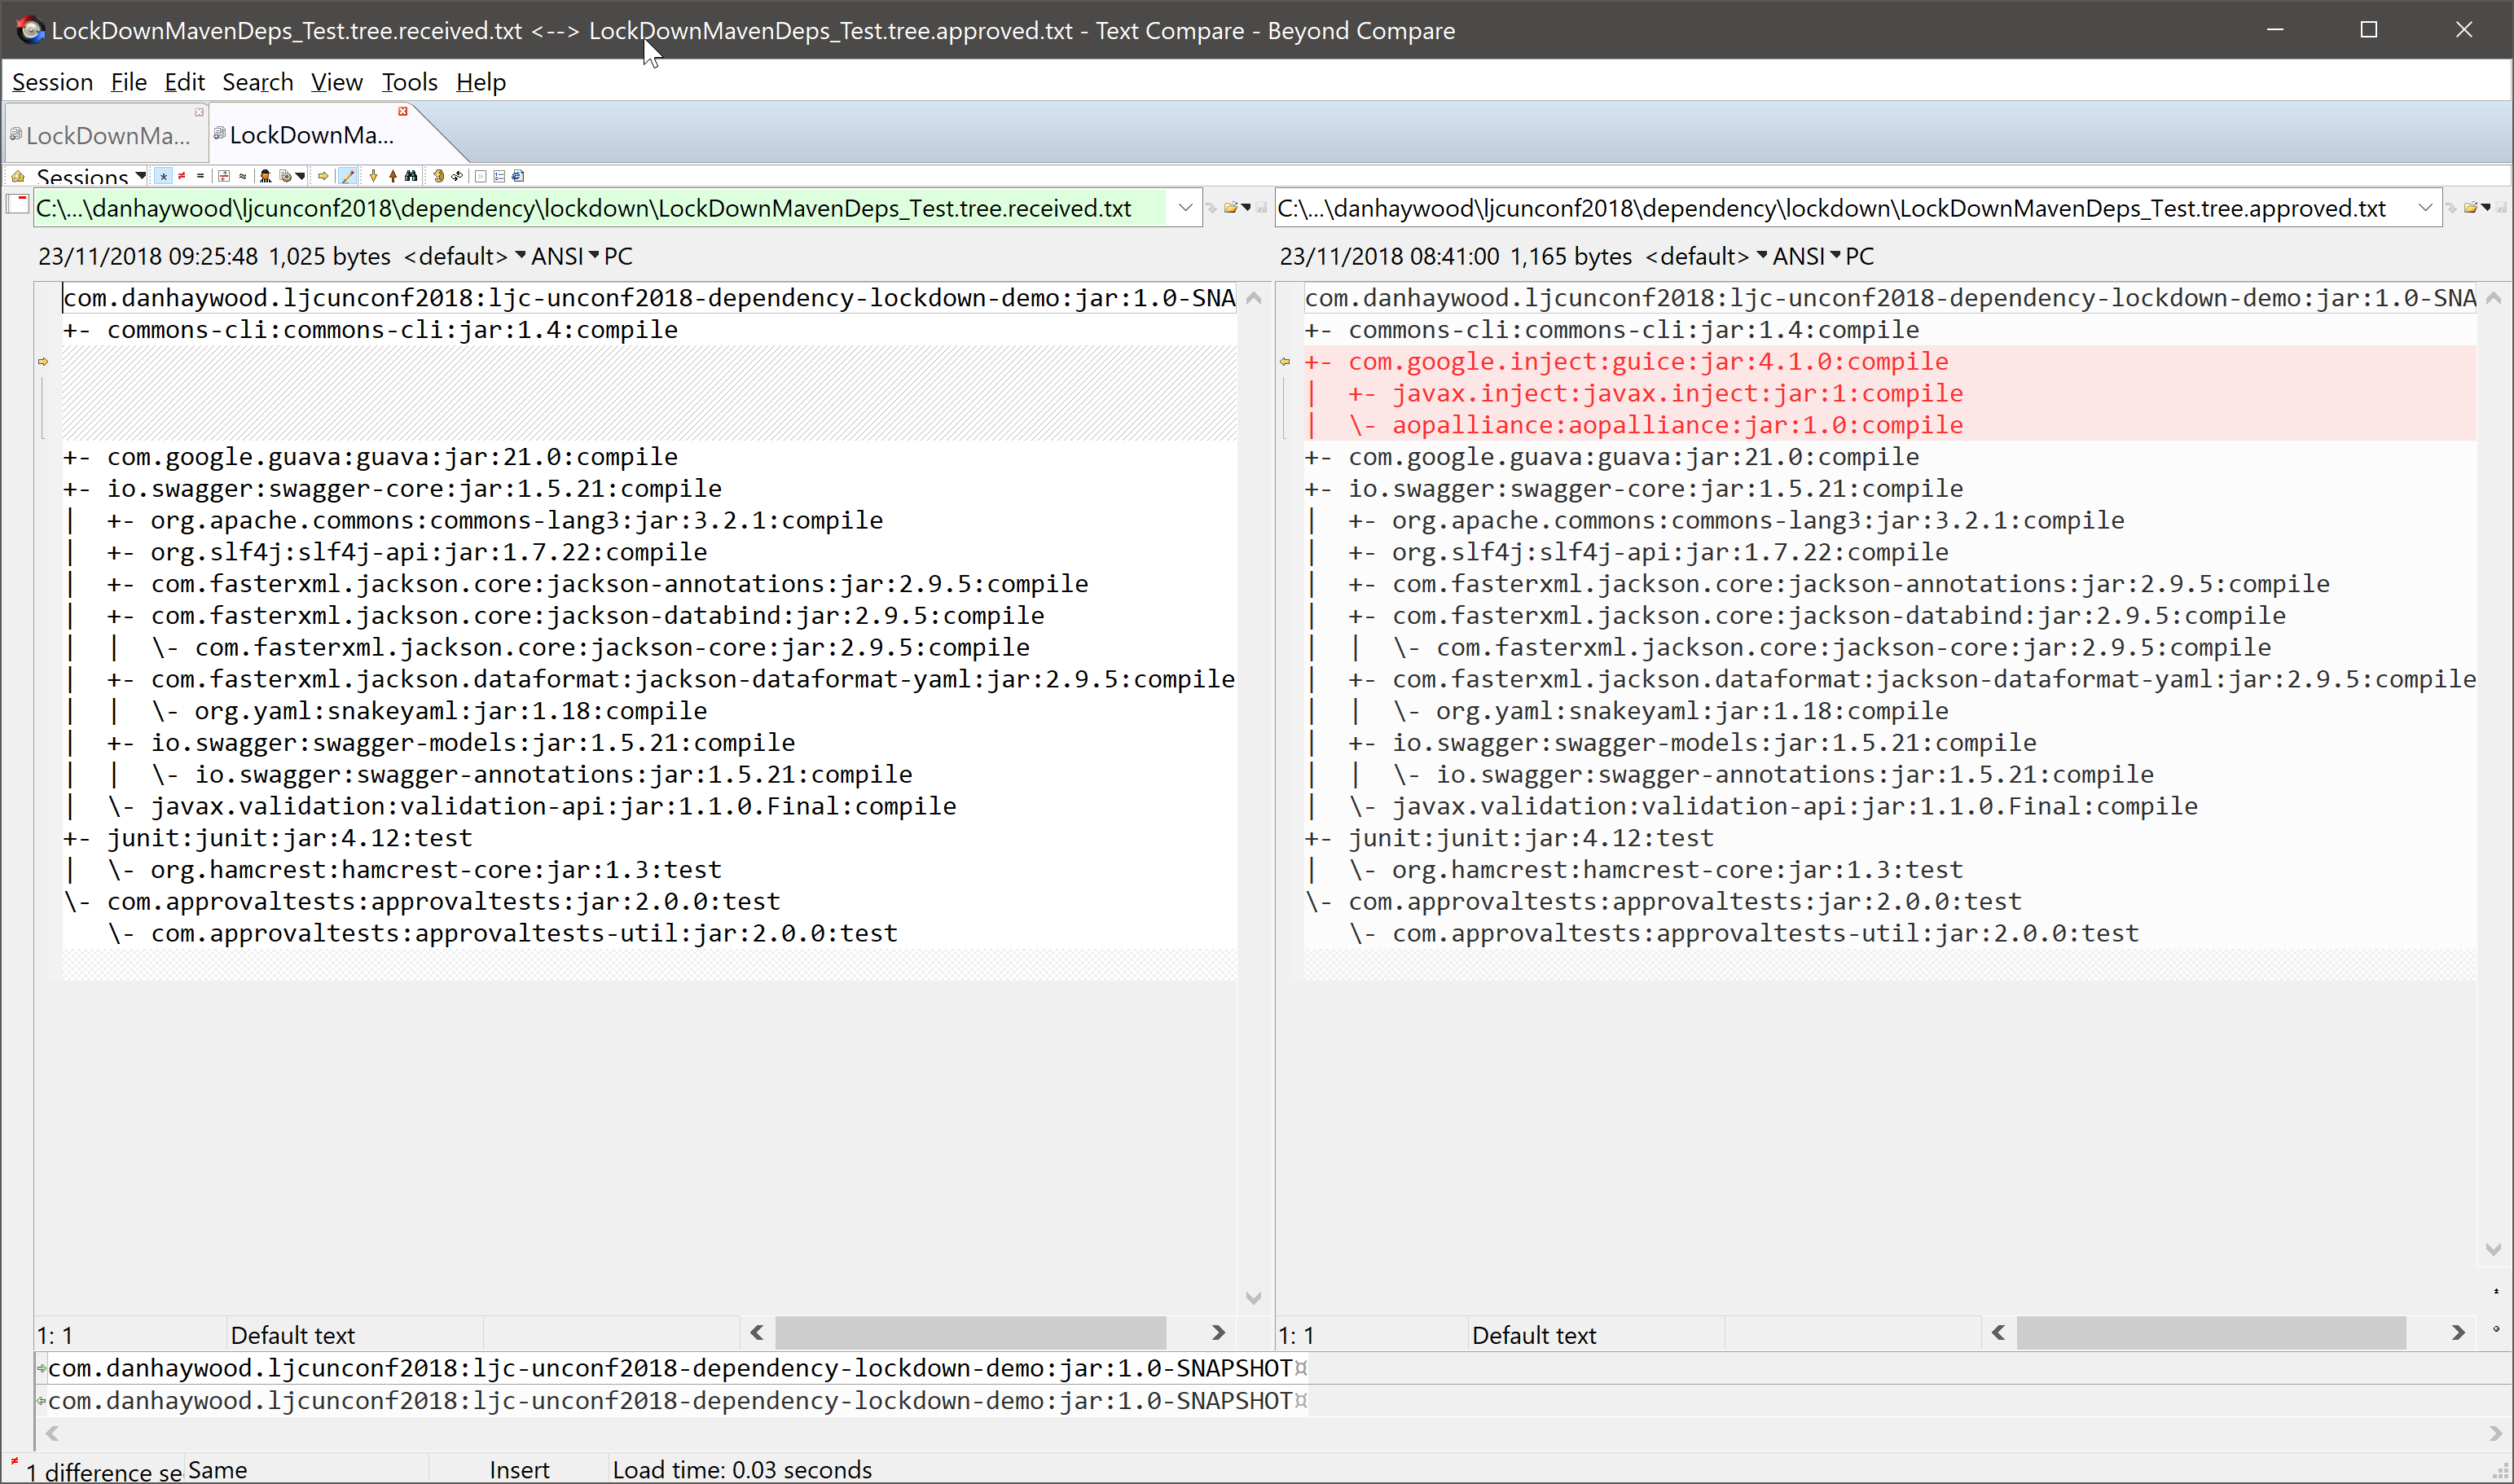 LockDownMavenDeps_Test.tree.received.txt <--> LockDownMavenDeps_Test.tree.approved.txt - Text Compare - Beyond Compare
Session File Edit Search View Tools Help
LockDownMa... LockDownMa...
Sessions
C:\...\danhaywood\ljcunconf2018\dependency\lockdown\LockDownMavenDeps_Test.tree.received.txt
23/11/2018 09:25:48 1,025 bytes <default> ANSI PC
com.danhaywood.ljcunconf2018:ljc-unconf2018-dependency-lockdown-demo:jar:1.0-SNA
+- commons-cli:commons-cli:jar:1.4:compile
+- com.google.guava:guava:jar:21.0:compile
+- io.swagger:swagger-core:jar:1.5.21:compile
|  +- org.apache.commons:commons-lang3:jar:3.2.1:compile
|  +- org.slf4j:slf4j-api:jar:1.7.22:compile
|  +- com.fasterxml.jackson.core:jackson-annotations:jar:2.9.5:compile
|  +- com.fasterxml.jackson.core:jackson-databind:jar:2.9.5:compile
|  |  \- com.fasterxml.jackson.core:jackson-core:jar:2.9.5:compile
|  +- com.fasterxml.jackson.dataformat:jackson-dataformat-yaml:jar:2.9.5:compile
|  |  \- org.yaml:snakeyaml:jar:1.18:compile
|  +- io.swagger:swagger-models:jar:1.5.21:compile
|  |  \- io.swagger:swagger-annotations:jar:1.5.21:compile
|  \- javax.validation:validation-api:jar:1.1.0.Final:compile
+- junit:junit:jar:4.12:test
|  \- org.hamcrest:hamcrest-core:jar:1.3:test
\- com.approvaltests:approvaltests:jar:2.0.0:test
   \- com.approvaltests:approvaltests-util:jar:2.0.0:test
1: 1 Default text
C:\...\danhaywood\ljcunconf2018\dependency\lockdown\LockDownMavenDeps_Test.tree.approved.txt
23/11/2018 08:41:00 1,165 bytes <default> ANSI PC
com.danhaywood.ljcunconf2018:ljc-unconf2018-dependency-lockdown-demo:jar:1.0-SNA
+- commons-cli:commons-cli:jar:1.4:compile
+- com.google.inject:guice:jar:4.1.0:compile
|  +- javax.inject:javax.inject:jar:1:compile
|  \- aopalliance:aopalliance:jar:1.0:compile
+- com.google.guava:guava:jar:21.0:compile
+- io.swagger:swagger-core:jar:1.5.21:compile
|  +- org.apache.commons:commons-lang3:jar:3.2.1:compile
|  +- org.slf4j:slf4j-api:jar:1.7.22:compile
|  +- com.fasterxml.jackson.core:jackson-annotations:jar:2.9.5:compile
|  +- com.fasterxml.jackson.core:jackson-databind:jar:2.9.5:compile
|  |  \- com.fasterxml.jackson.core:jackson-core:jar:2.9.5:compile
|  +- com.fasterxml.jackson.dataformat:jackson-dataformat-yaml:jar:2.9.5:compile
|  |  \- org.yaml:snakeyaml:jar:1.18:compile
|  +- io.swagger:swagger-models:jar:1.5.21:compile
|  |  \- io.swagger:swagger-annotations:jar:1.5.21:compile
|  \- javax.validation:validation-api:jar:1.1.0.Final:compile
+- junit:junit:jar:4.12:test
|  \- org.hamcrest:hamcrest-core:jar:1.3:test
\- com.approvaltests:approvaltests:jar:2.0.0:test
   \- com.approvaltests:approvaltests-util:jar:2.0.0:test
1: 1 Default text
com.danhaywood.ljcunconf2018:ljc-unconf2018-dependency-lockdown-demo:jar:1.0-SNAPSHOT¤
com.danhaywood.ljcunconf2018:ljc-unconf2018-dependency-lockdown-demo:jar:1.0-SNAPSHOT¤
1 difference se Same Insert Load time: 0.03 seconds